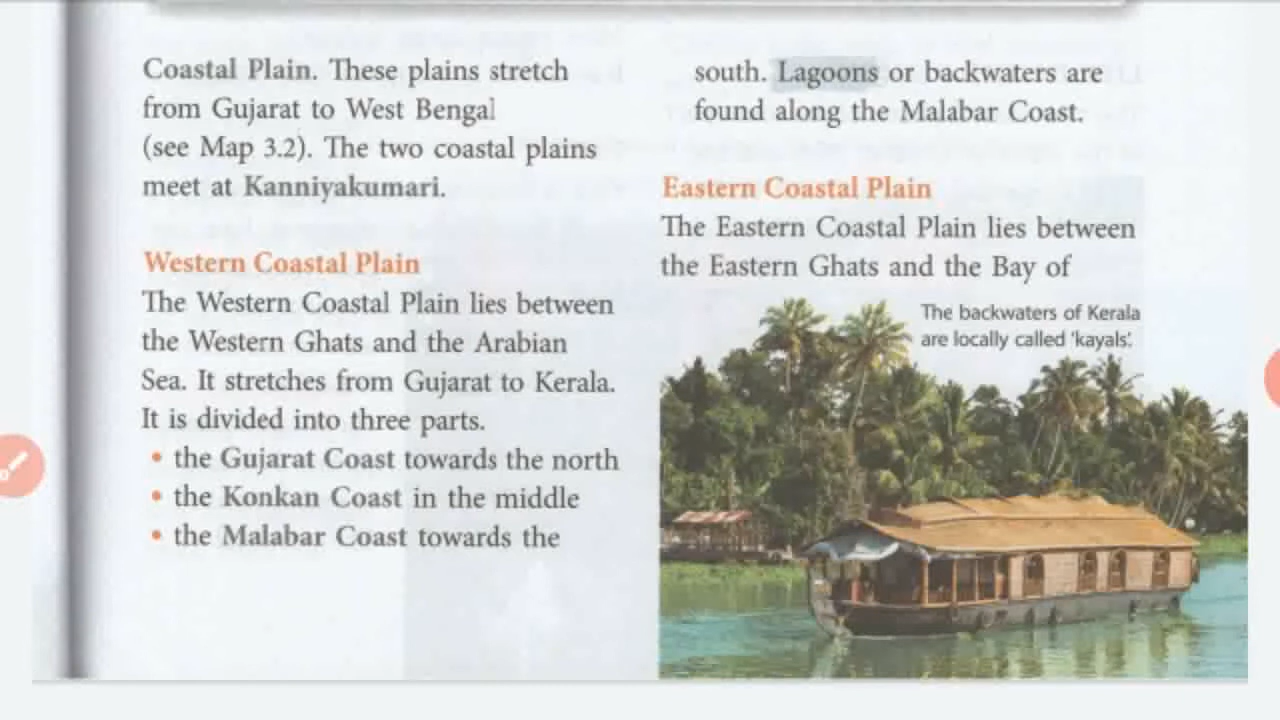 Coastal Plain. These plains stretch
from Gujarat to West Bengal
(see Map 3.2). The two coastal plains
meet at Kanniyakumari.
Western Coastal Plain
The Western Coastal Plain lies between
the Western Ghats and the Arabian
Sea. It stretches from Gujarat to Kerala.
It is divided into three parts.
• the Gujarat Coast towards the north
• the Konkan Coast in the middle
• the Malabar Coast towards the
south. Lagoons or backwaters are
found along the Malabar Coast.
Eastern Coastal Plain
The Eastern Coastal Plain lies between
the Eastern Ghats and the Bay of
The backwaters of Kerala
are locally called 'kayals'.